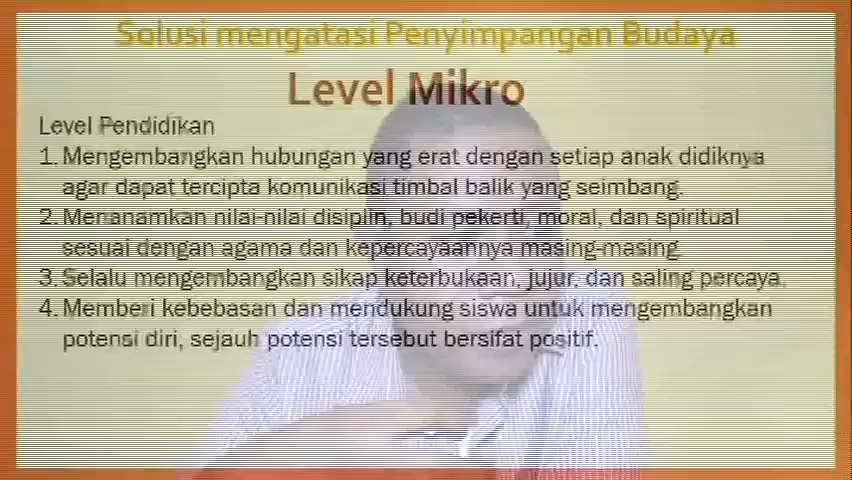 Solusi mengatasi Penyimpangan Budaya
Level Mikro
Level Pendidikan
1. Mengembangkan hubungan yang erat dengan setiap anak didiknya
agar dapat tercipta komunikasi timbal balik yang seimbang.
2. Menanamkan nilai-nilai disiplin, budi pekerti, moral, dan spiritual
sesuai dengan agama dan kepercayaannya masing-masing.
3. Selalu mengembangkan sikap keterbukaan, jujur, dan saling percaya.
4. Memberi kebebasan dan mendukung siswa untuk mengembangkan
potensi diri, sejauh potensi tersebut bersifat positif.